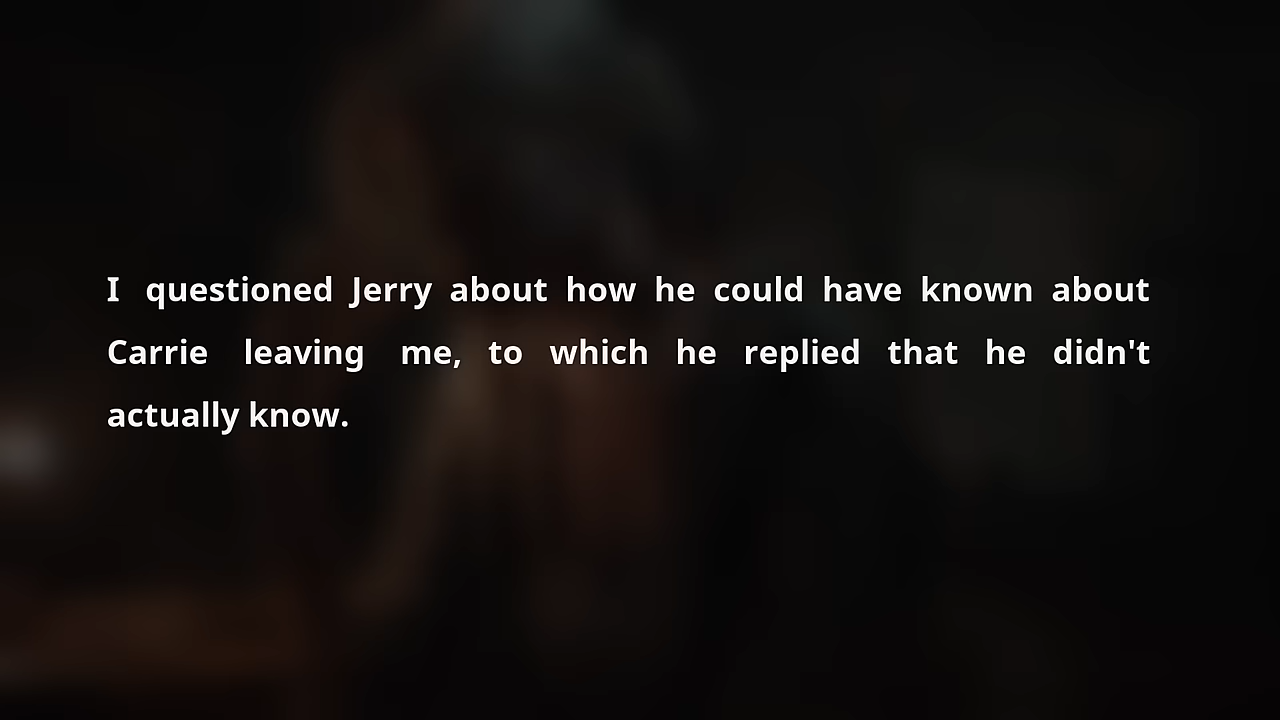 I questioned Jerry about how he could have known about
Carrie leaving me, to which he replied that he didn't
actually know.